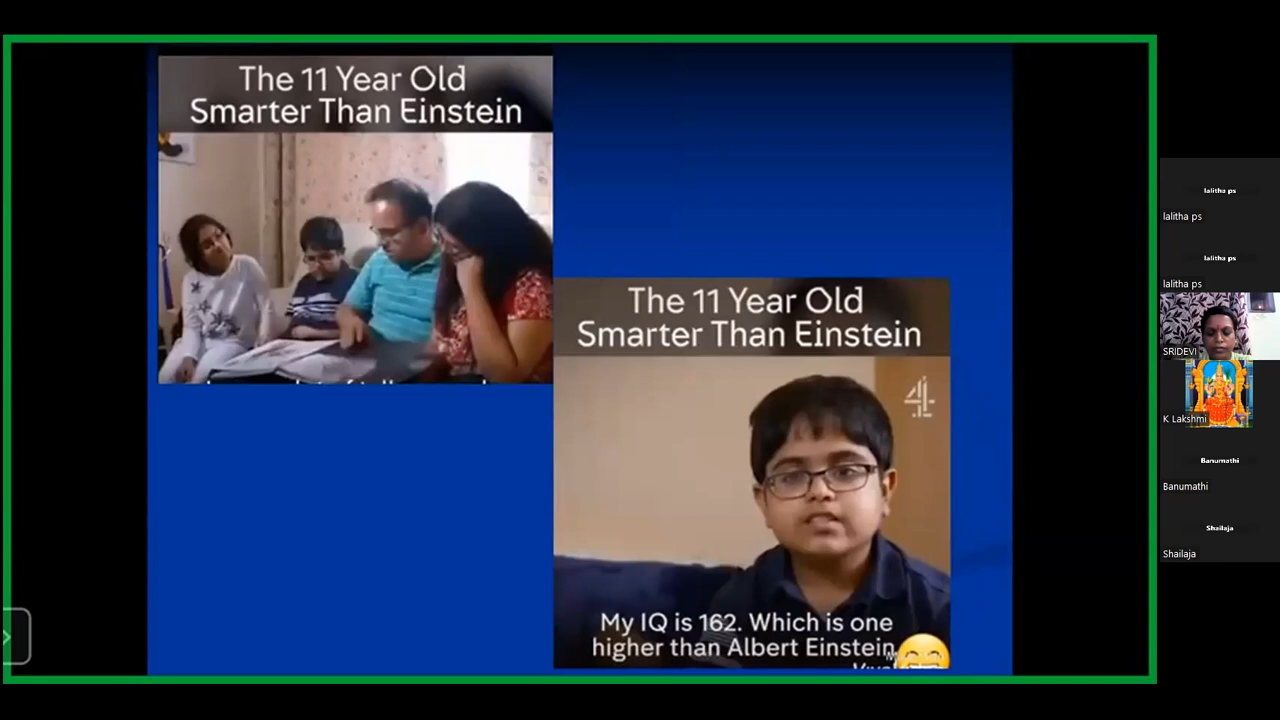 The 11 Year Old
Smarter Than Einstein
The 11 Year Old
Smarter Than Einstein
4
My IQ is 162. Which is one
higher than Albert Einstein
lalitha ps
lalitha ps
lalitha ps
lalitha ps
SRIDEVI
K Lakshmi
Banumathi
Banumathi
Shailaja
Shailaja